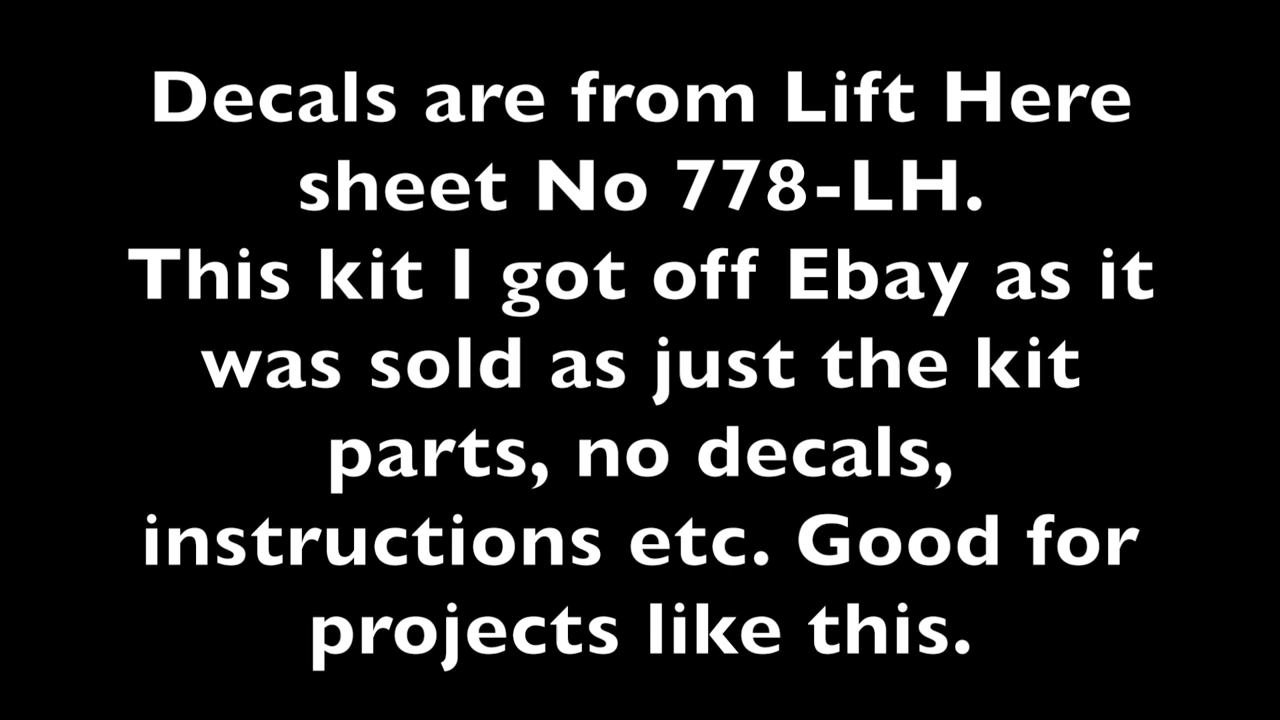 Decals are from Lift Here
sheet No 778-LH.
This kit I got off Ebay as it
was sold as just the kit
parts, no decals,
instructions etc. Good for
projects like this.